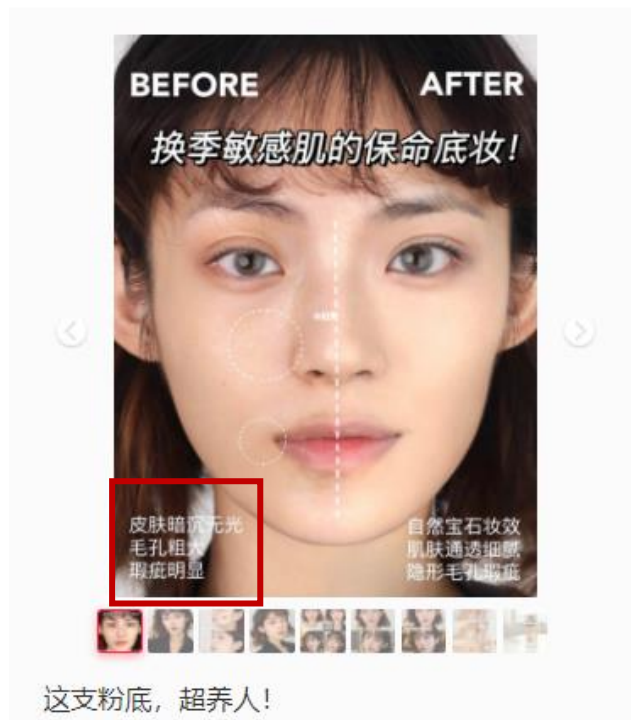 BEFORE
AFTER
换季敏感肌的保命底妆!
皮肤暗沉无光
毛孔粗大
瑕疵明显
自然宝石妆效
肌肤通透细腻
隐形毛孔瑕疵
这支粉底，超养人!